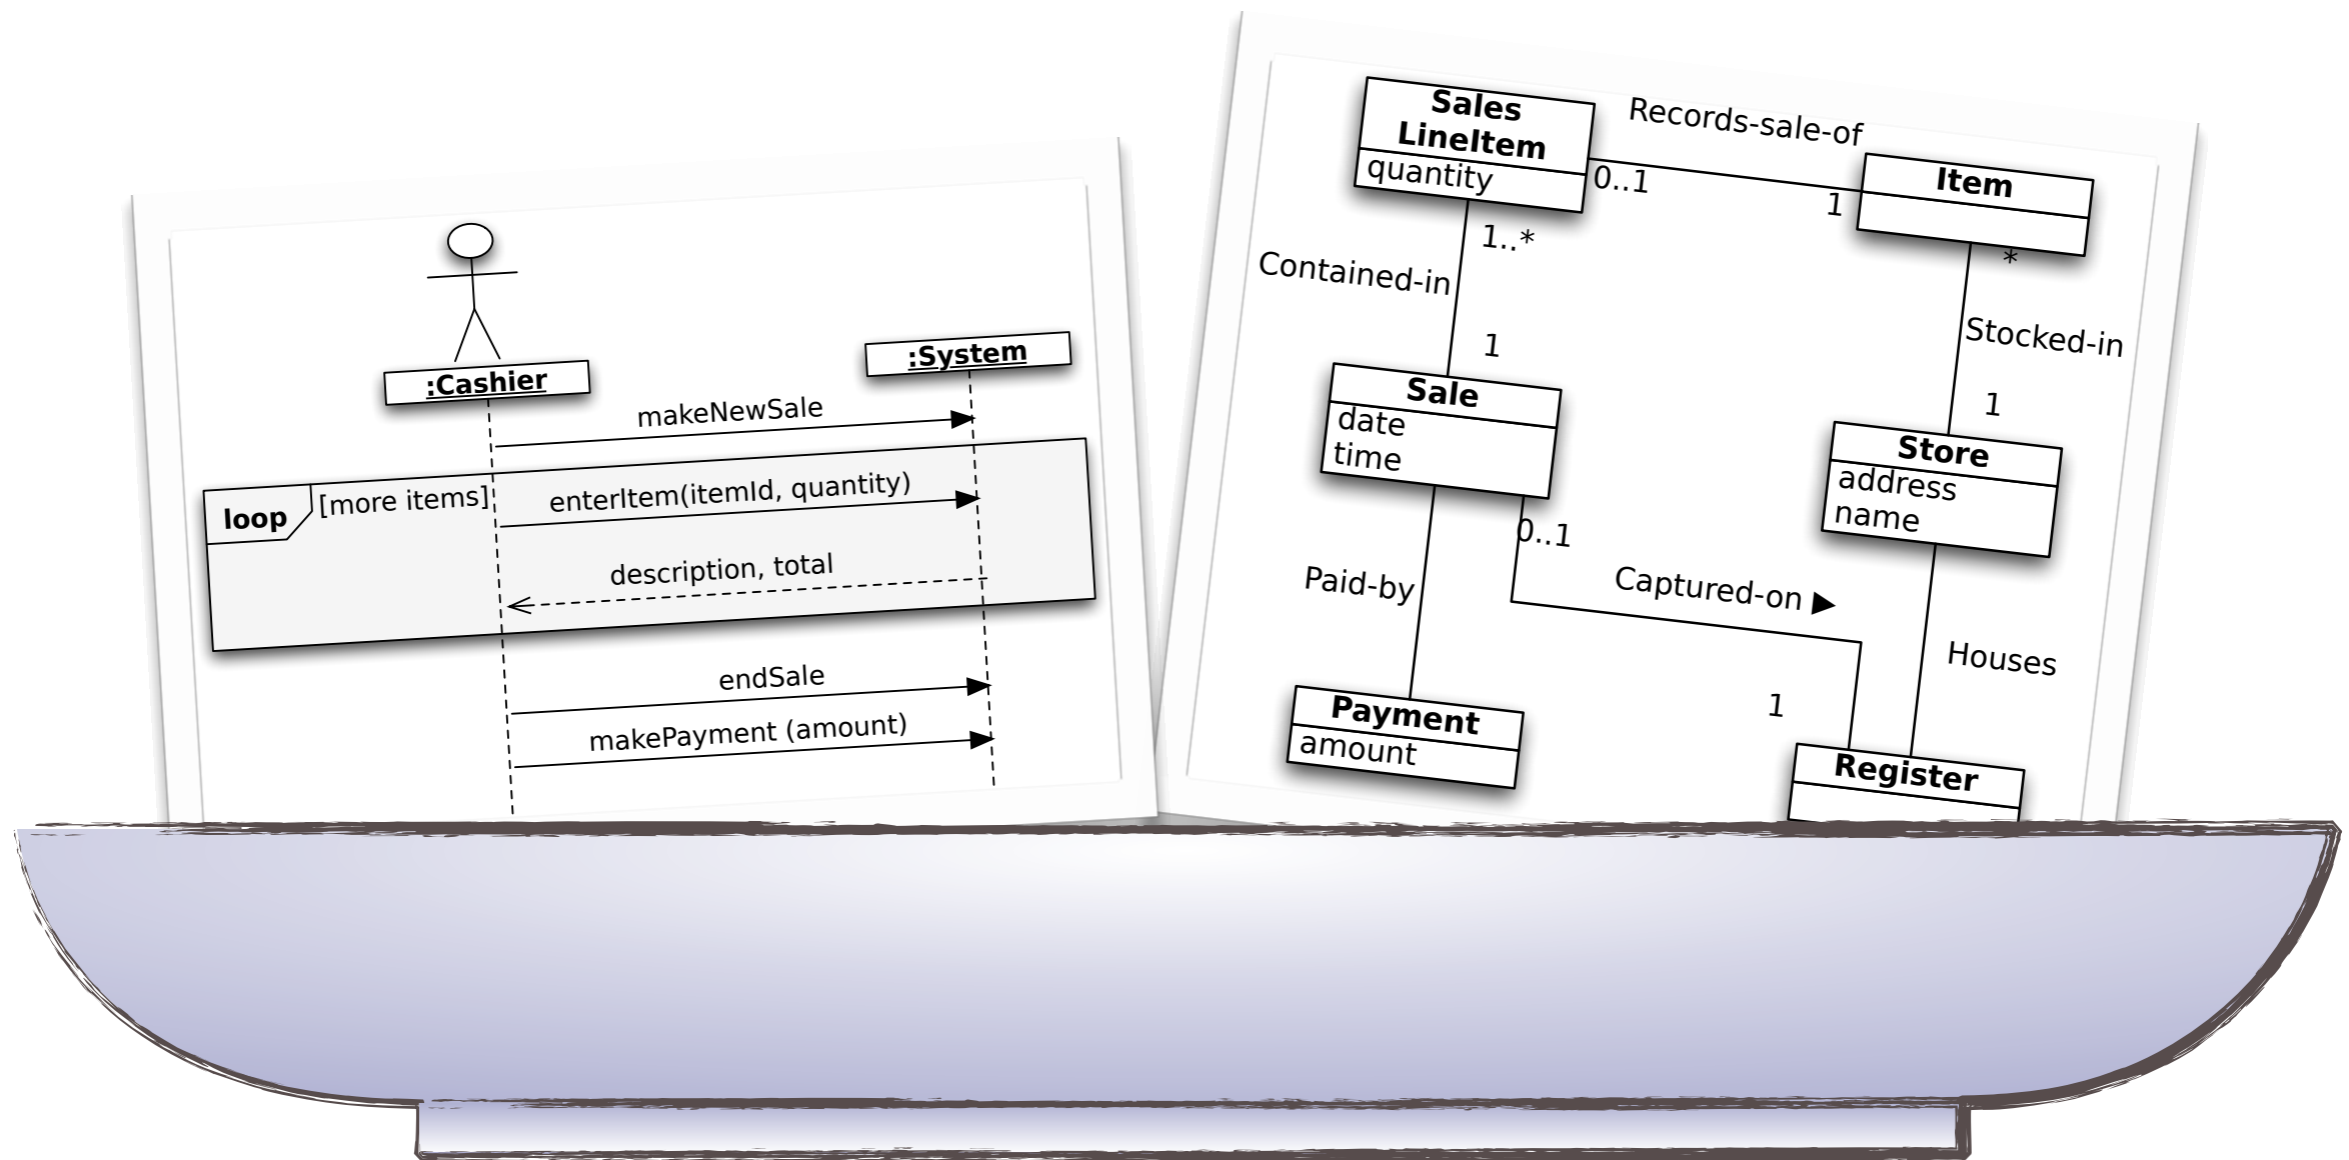 :Cashier
:System
makeNewSale
loop
[more items]
enterItem(itemId, quantity)
description, total
endSale
makePayment (amount)
Sales
LineItem
quantity
Records-sale-of
0..1
1
Item
1..*
*
Contained-in
Stocked-in
1
1
Sale
date
time
Store
address
name
0..1
Paid-by
Captured-on
Houses
1
Payment
amount
Register